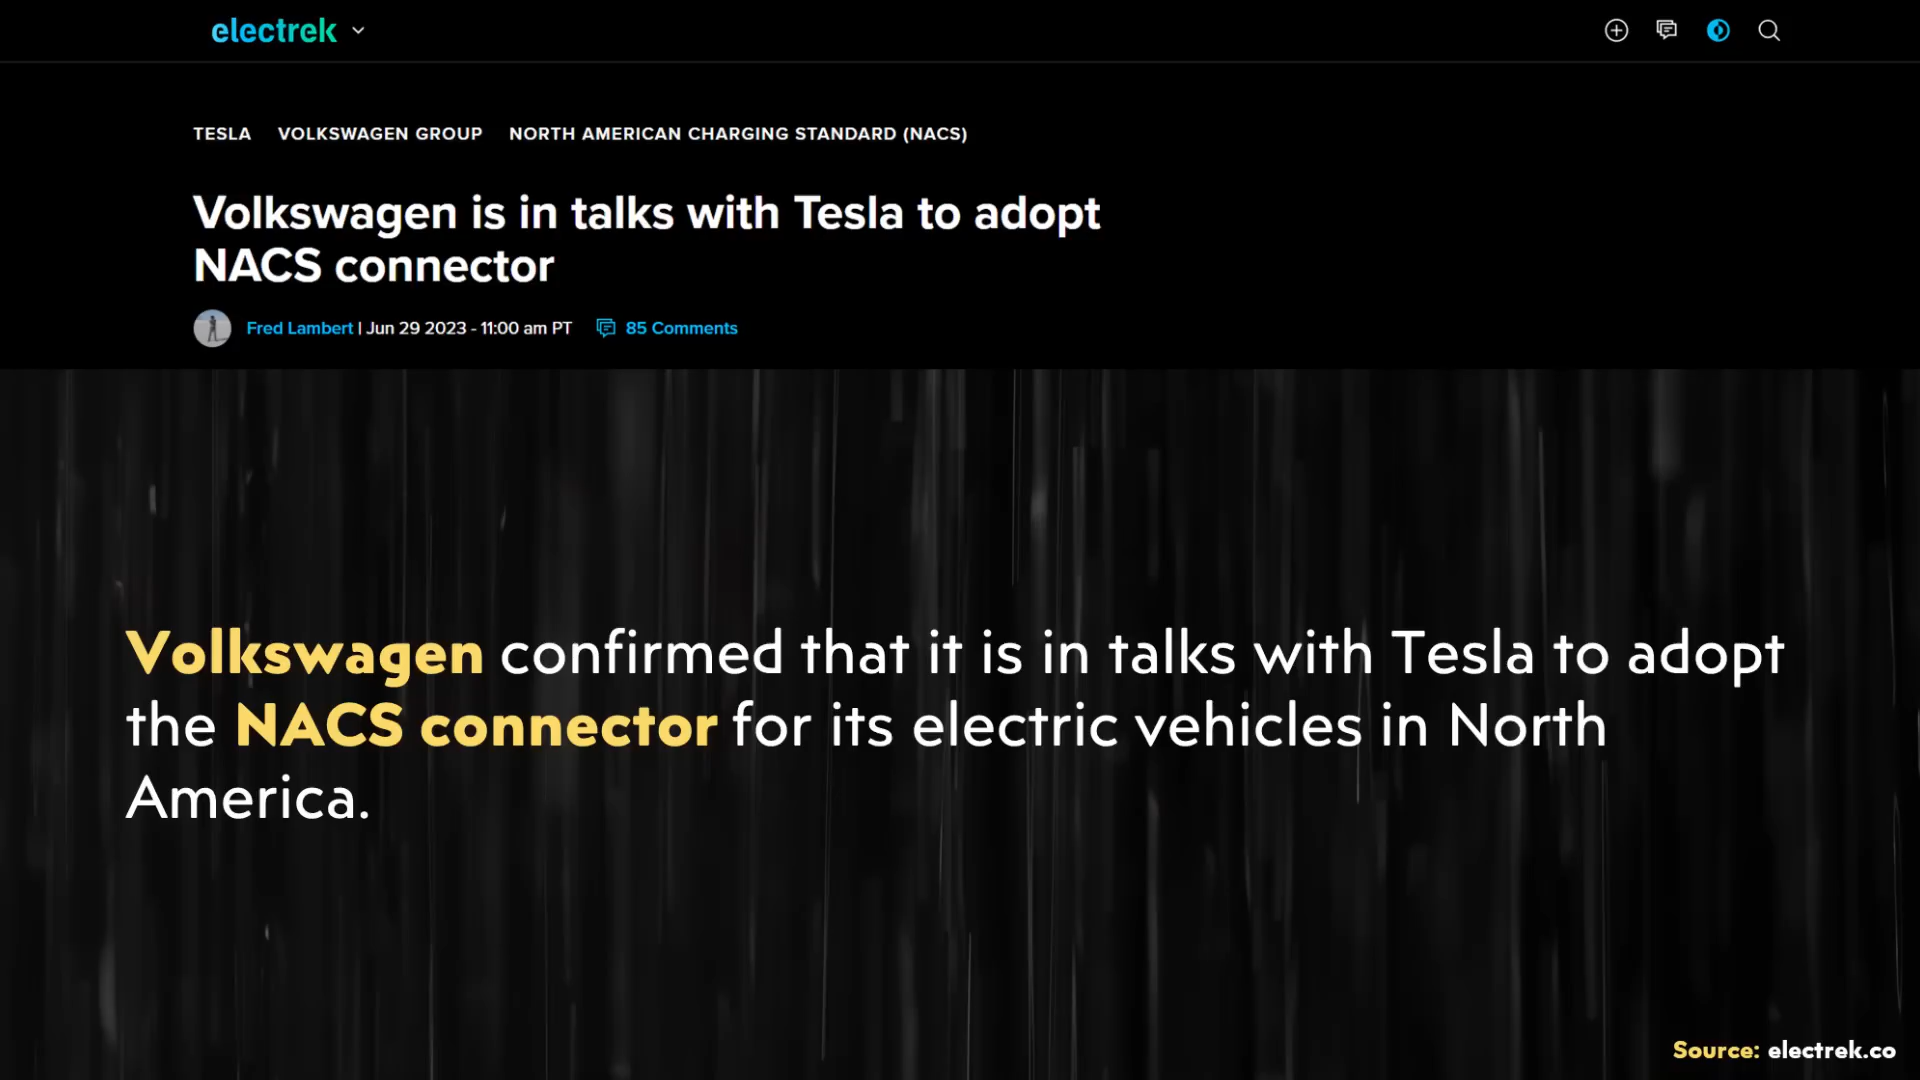 electrek
TESLA VOLKSWAGEN GROUP NORTH AMERICAN CHARGING STANDARD (NACS)
Volkswagen is in talks with Tesla to adopt
NACS connector
Fred Lambert | Jun 29 2023 - 11:00 am PT 85 Comments
Volkswagen confirmed that it is in talks with Tesla to adopt
the NACS connector for its electric vehicles in North
America.
Source: electrek.co